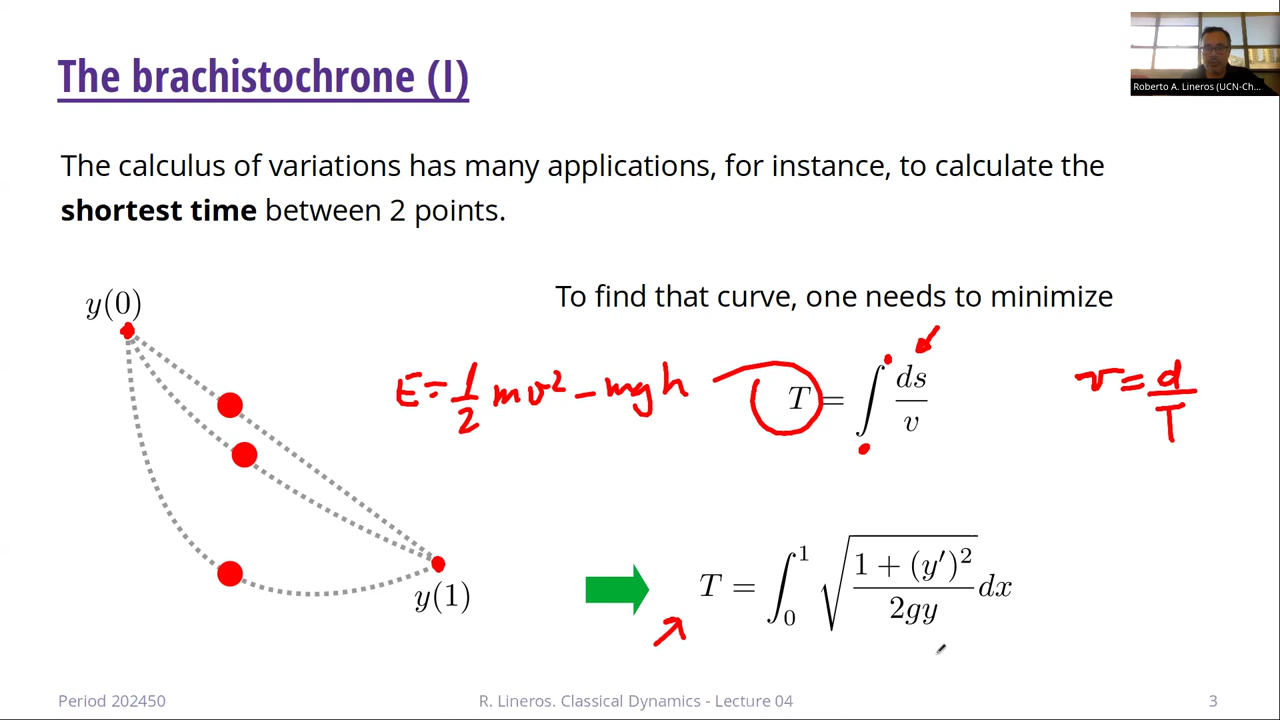 Roberto A. Lineros (UCN-Ch...
The brachistochrone (I)
The calculus of variations has many applications, for instance, to calculate the
shortest time between 2 points.
y(0)
To find that curve, one needs to minimize
E = 1/2 mv² - mgh
T = ∫ ds/v
v = d/T
y(1)
T = ∫₀¹ √((1 + (y′)²)/(2gy)) dx
Period 202450
R. Lineros. Classical Dynamics - Lecture 04
3